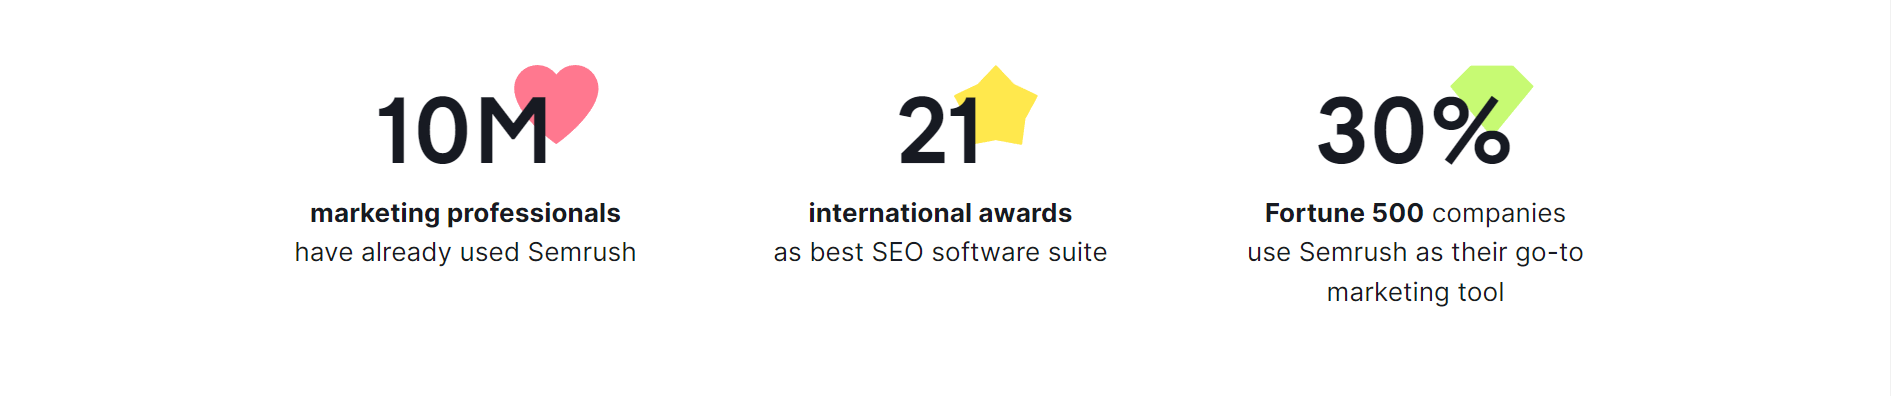 10M
marketing professionals
have already used Semrush
21
international awards
as best SEO software suite
30%
Fortune 500 companies
use Semrush as their go-to
marketing tool